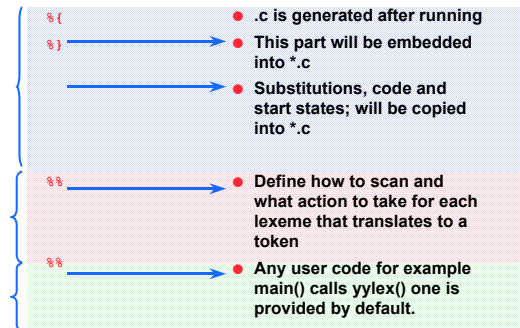 %{
.c is generated after running
%}
This part will be embedded
into *.c
Substitutions, code and
start states; will be copied
into *.c
%%
Define how to scan and
what action to take for each
lexeme that translates to a
token
%%
Any user code for example
main() calls yylex() one is
provided by default.